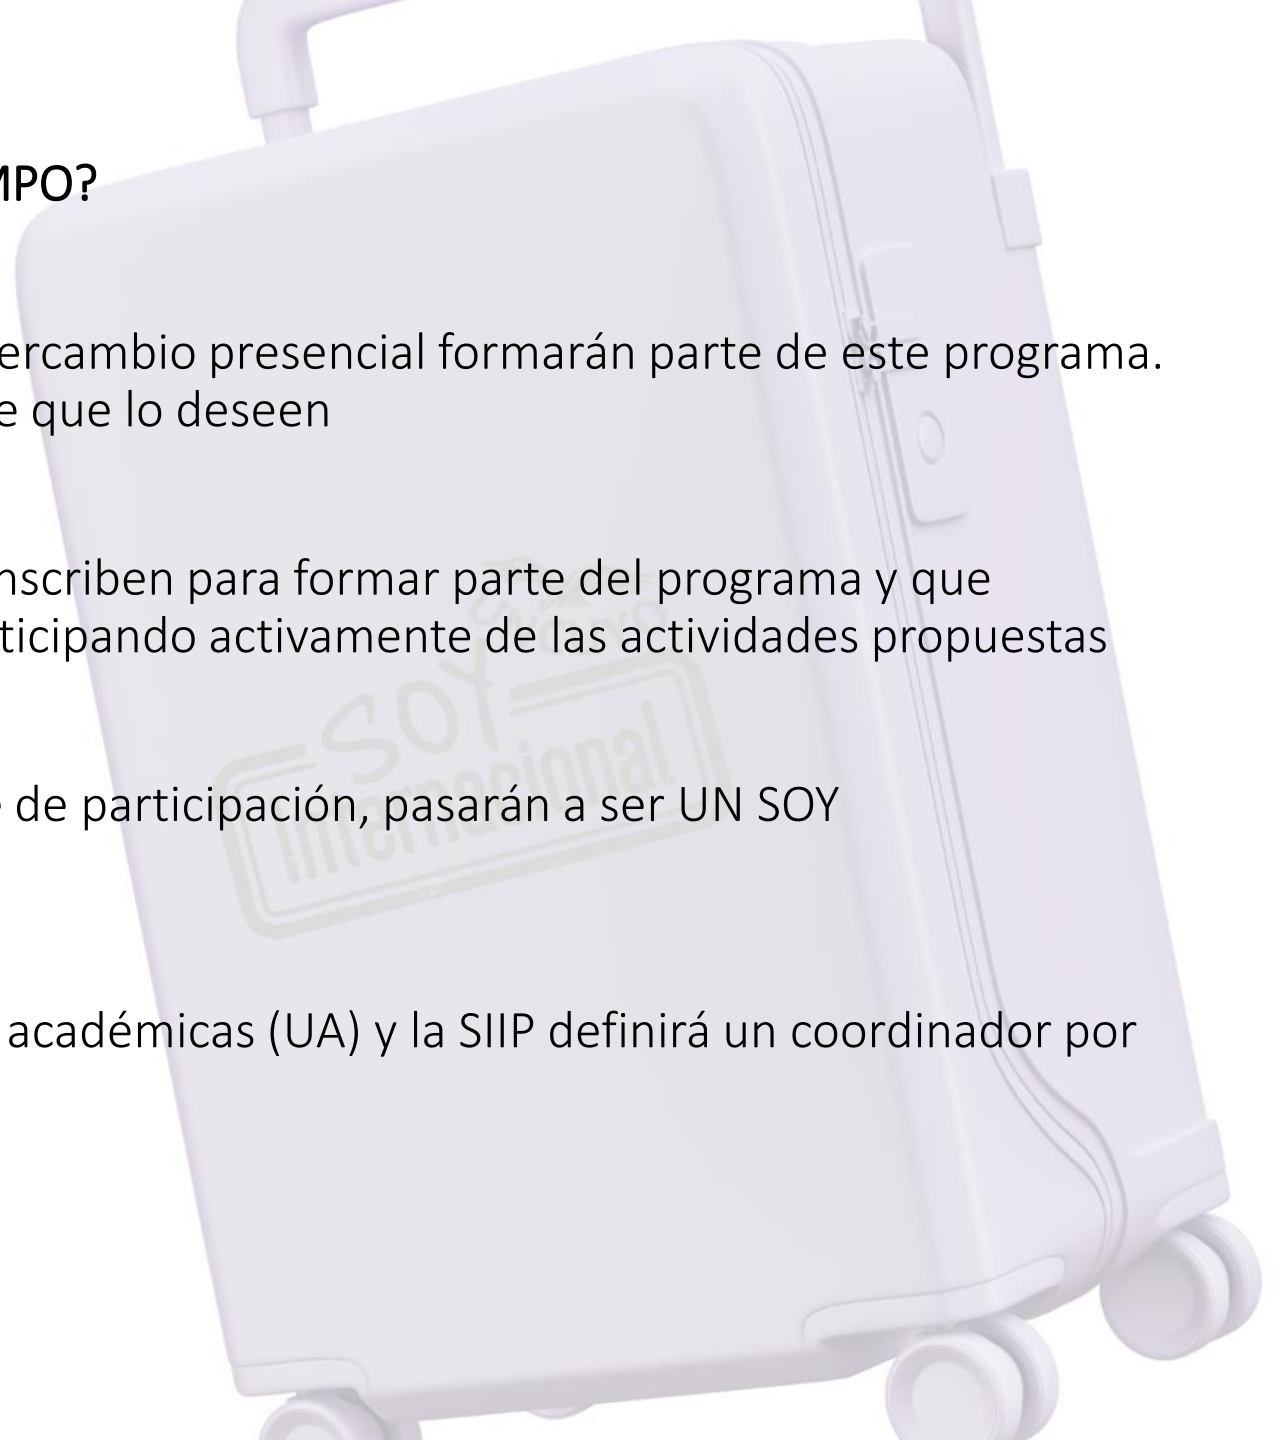 MPO?
ercambio presencial formarán parte de este programa.
e que lo deseen
nscriben para formar parte del programa y que
ticipando activamente de las actividades propuestas
UNCUYO
SOY
Internacional
de participación, pasarán a ser UN SOY
académicas (UA) y la SIIP definirá un coordinador por